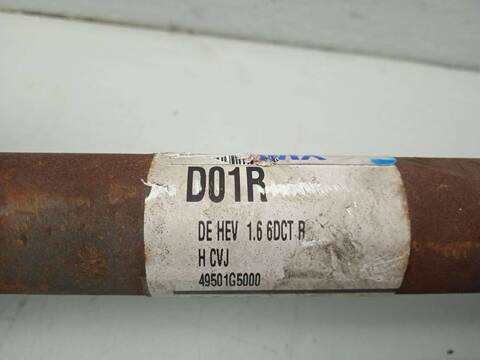 D01R
DE HEV 1.6 6DCT R
H CVJ
49501G5000